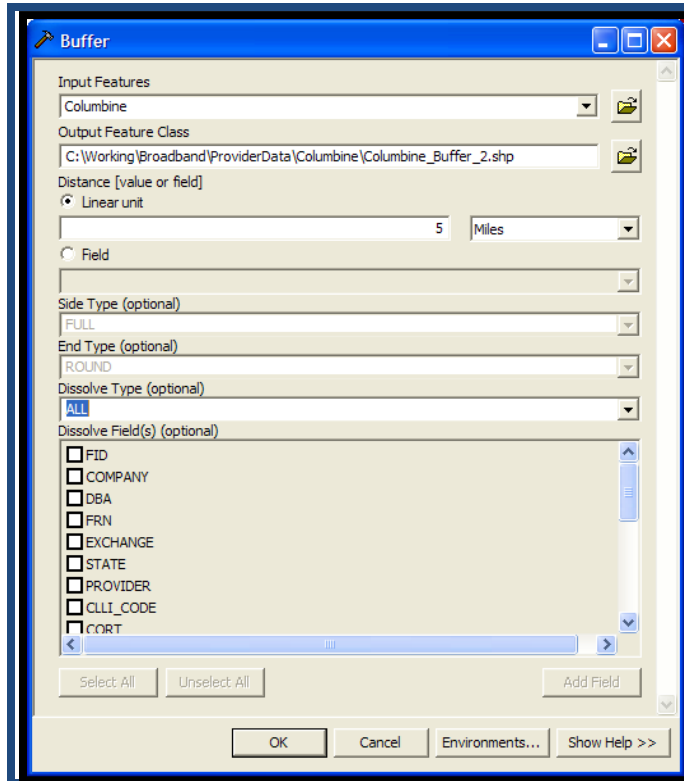 Buffer
Input Features
Columbine
Output Feature Class
C:\Working\Broadband\ProviderData\Columbine\Columbine_Buffer_2.shp
Distance [value or field]
Linear unit
5 Miles
Field
Side Type (optional)
FULL
End Type (optional)
ROUND
Dissolve Type (optional)
ALL
Dissolve Field(s) (optional)
FID
COMPANY
DBA
FRN
EXCHANGE
STATE
PROVIDER
CLLI_CODE
CORT
Select All Unselect All Add Field
OK Cancel Environments... Show Help >>